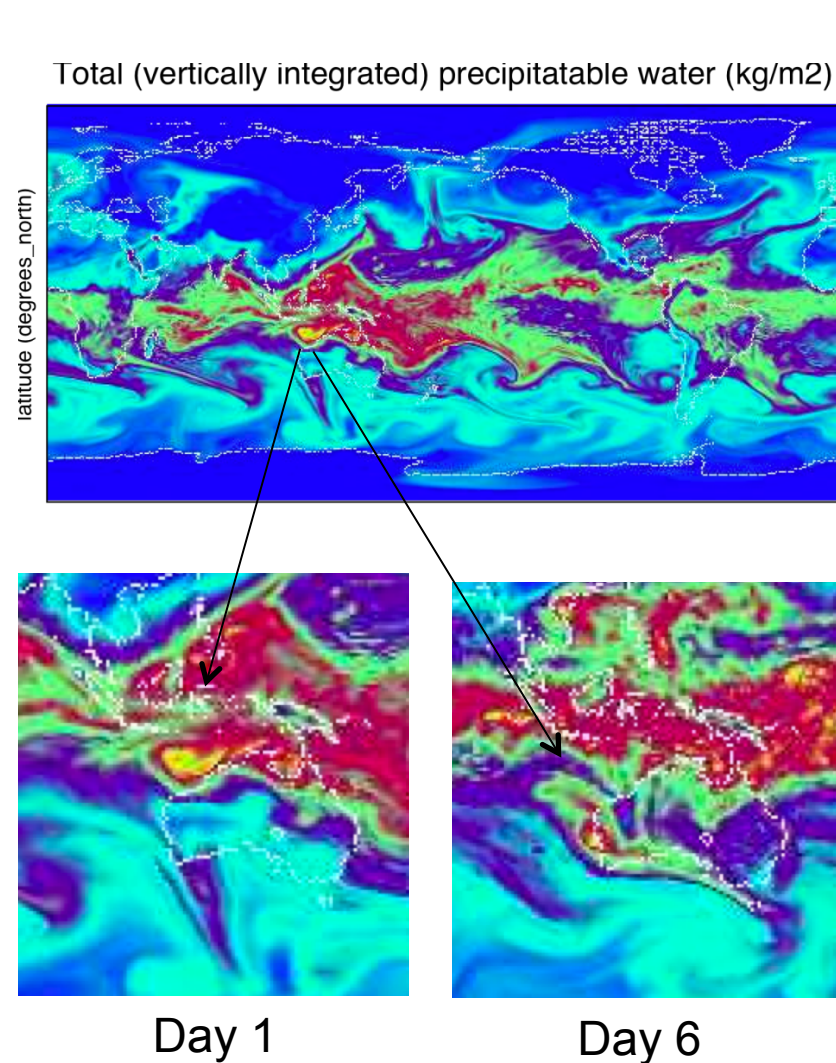 Total (vertically integrated) precipitatable water (kg/m2)
latitude (degrees_north)
Day 1
Day 6